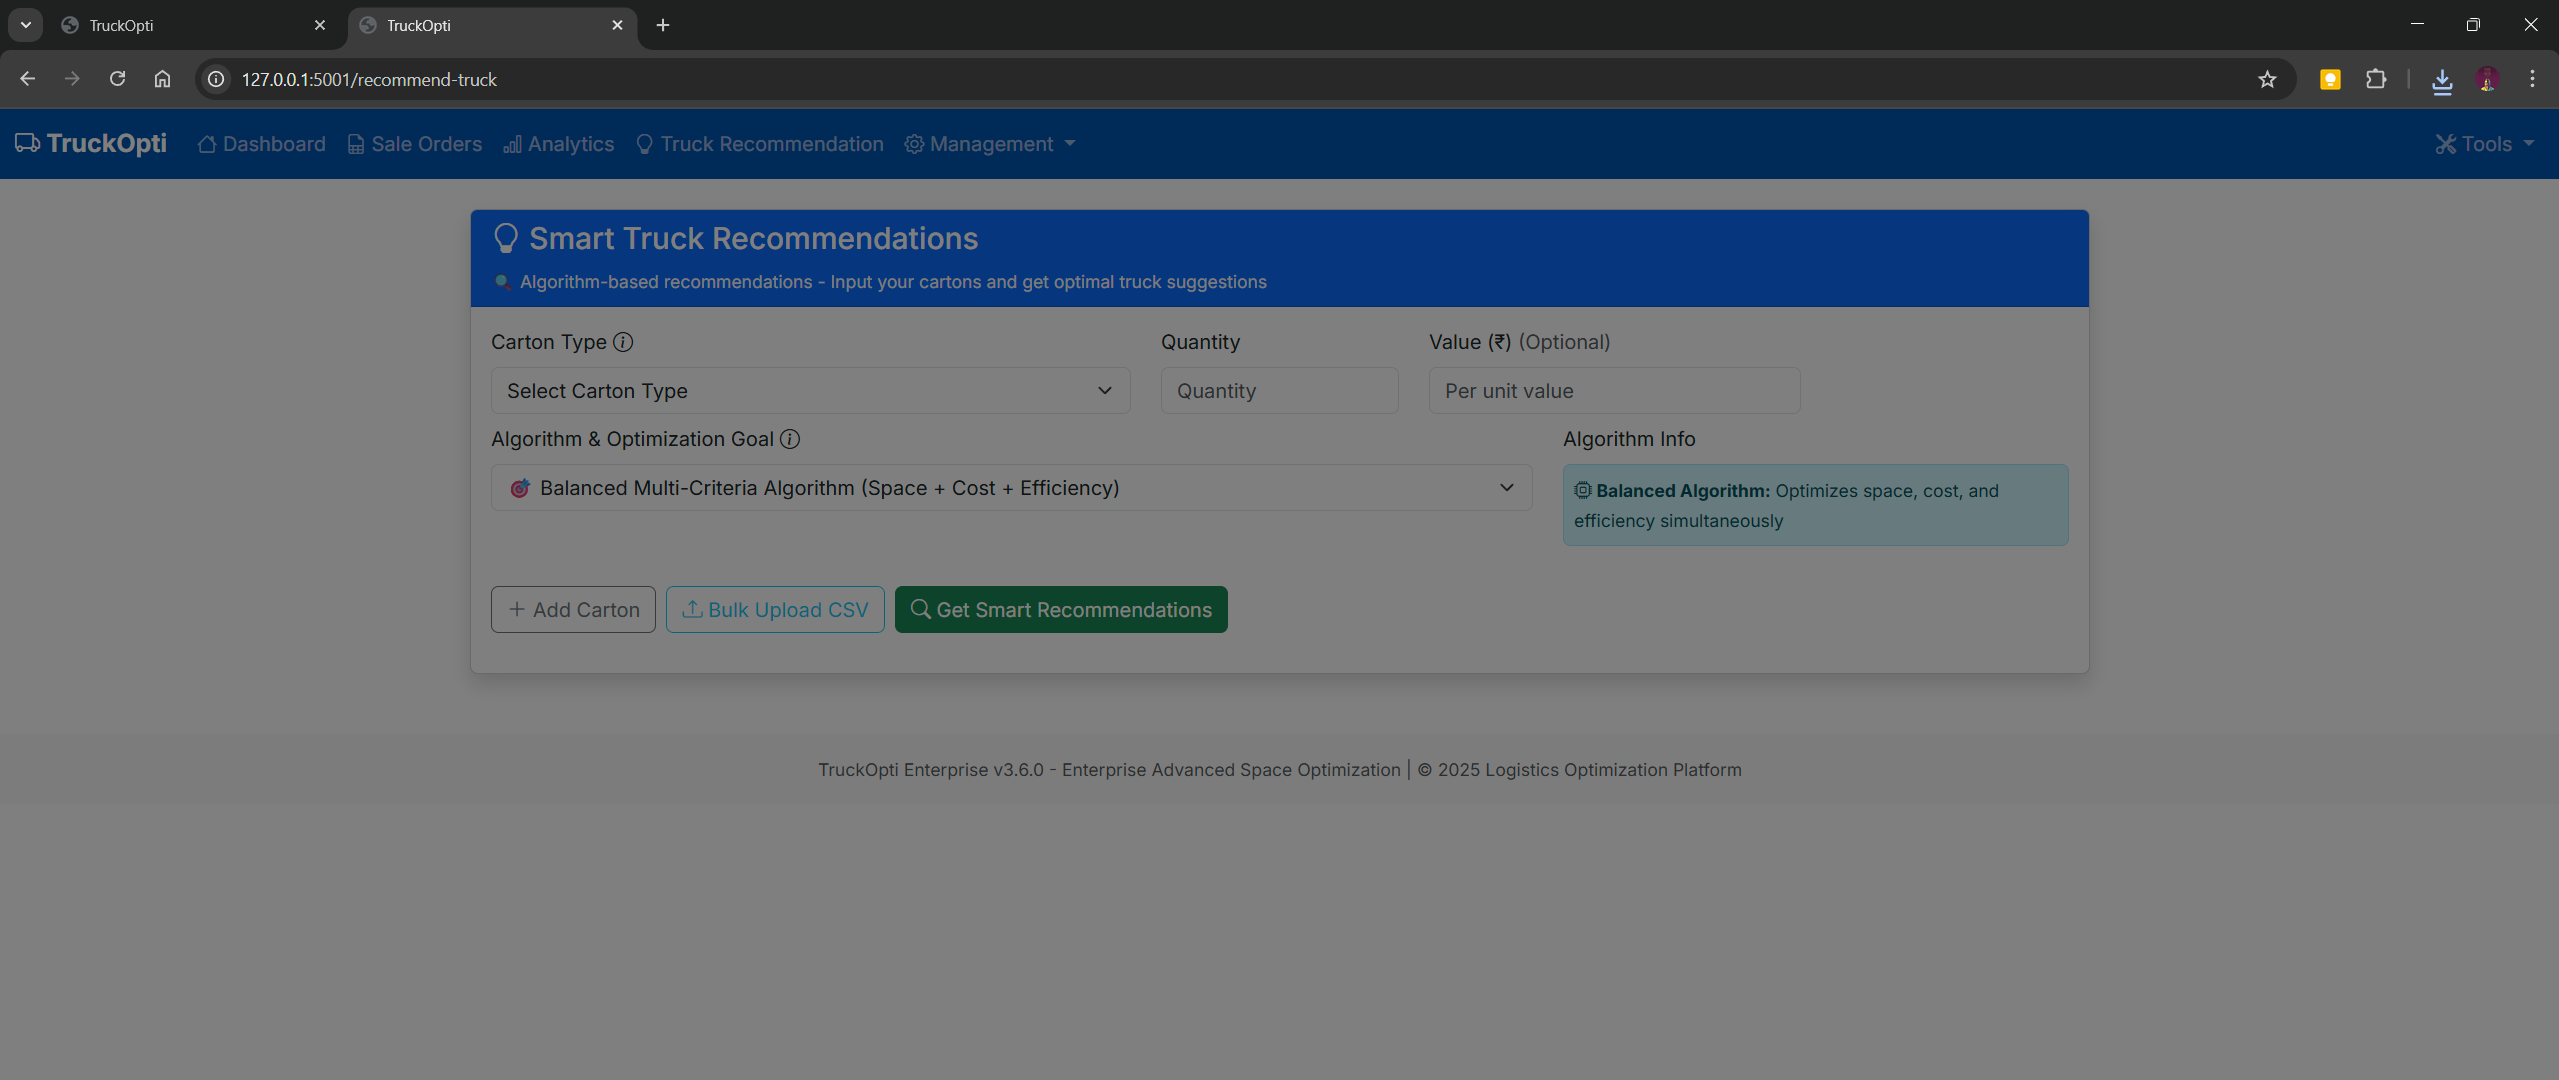 TruckOpti
TruckOpti
127.0.0.1:5001/recommend-truck
TruckOpti Dashboard Sale Orders Analytics Truck Recommendation Management Tools
Smart Truck Recommendations
Algorithm-based recommendations - Input your cartons and get optimal truck suggestions
Carton Type Quantity Value (₹) (Optional)
Select Carton Type Quantity Per unit value
Algorithm & Optimization Goal Algorithm Info
Balanced Multi-Criteria Algorithm (Space + Cost + Efficiency)
Balanced Algorithm: Optimizes space, cost, and
efficiency simultaneously
+ Add Carton Bulk Upload CSV Get Smart Recommendations
TruckOpti Enterprise v3.6.0 - Enterprise Advanced Space Optimization | © 2025 Logistics Optimization Platform